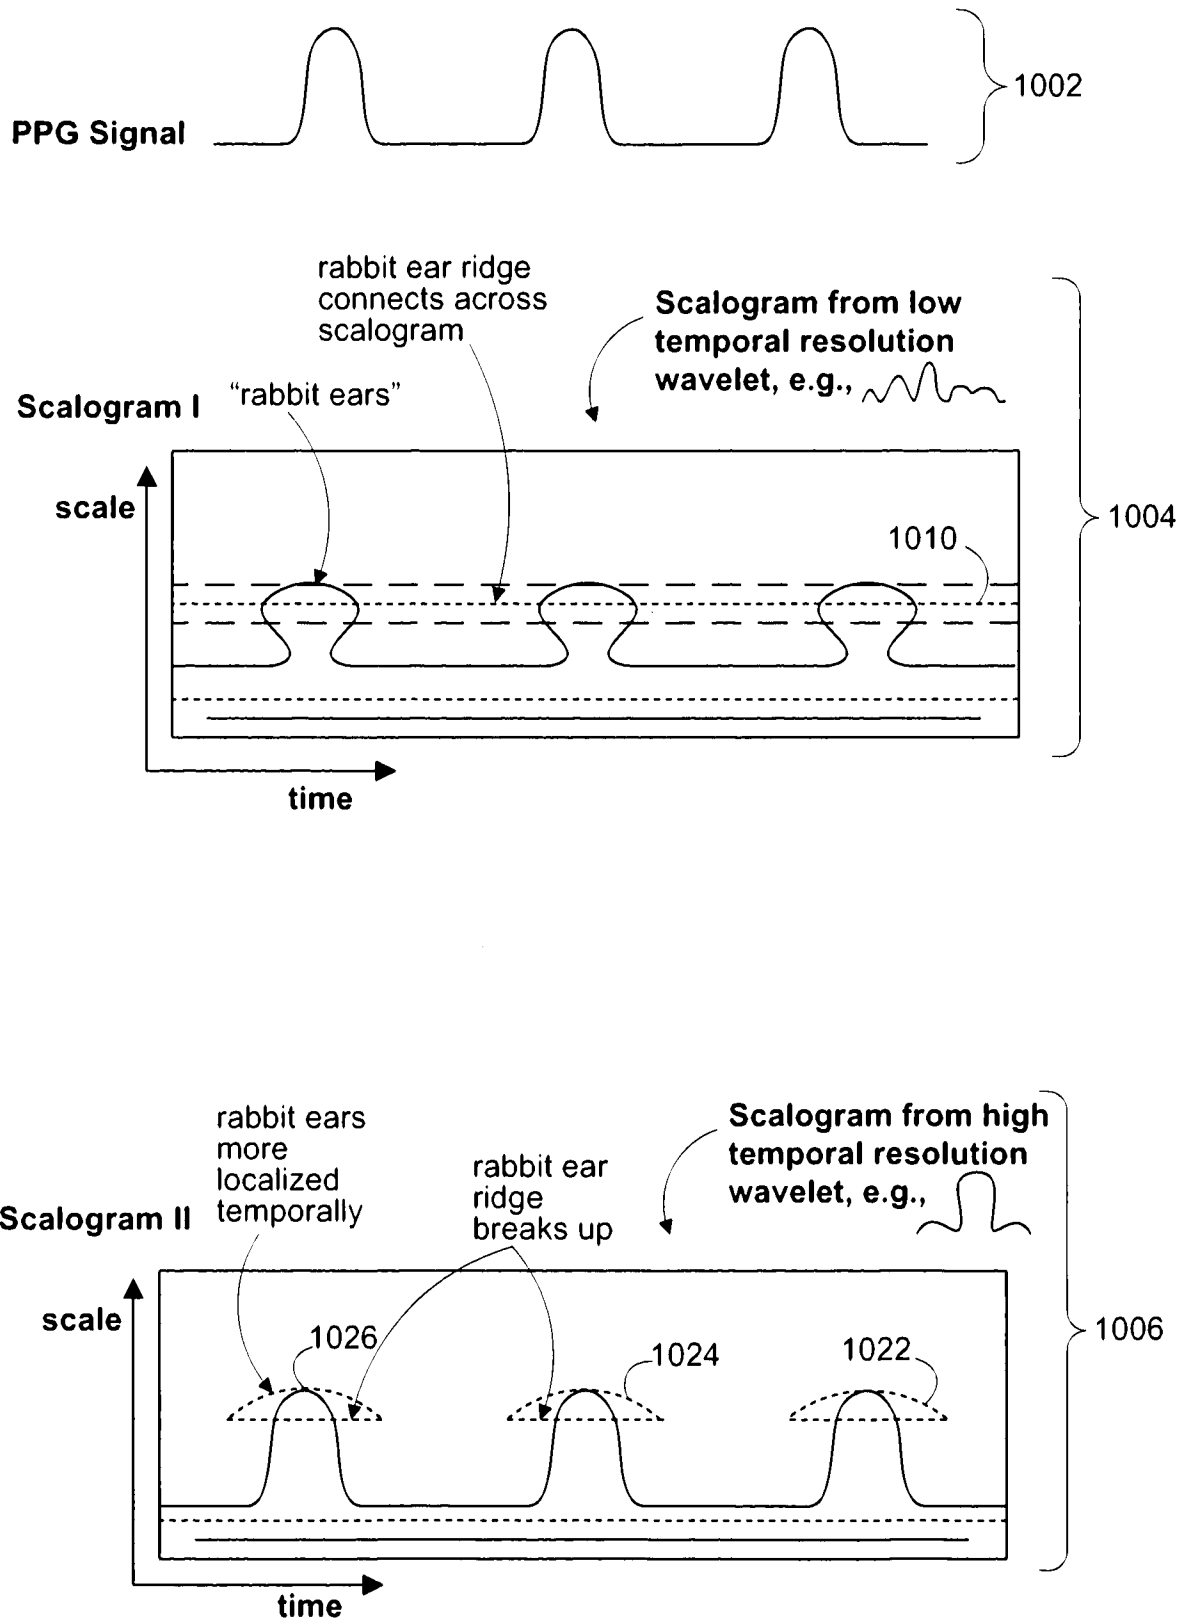 1002
PPG Signal
rabbit ear ridge
connects across
scalogram
Scalogram from low
temporal resolution
wavelet, e.g.,
Scalogram I
“rabbit ears”
scale
1004
1010
time
rabbit ears
more
localized
temporally
rabbit ear
ridge
breaks up
Scalogram from high
temporal resolution
wavelet, e.g.,
Scalogram II
scale
1026
1024
1022
1006
time